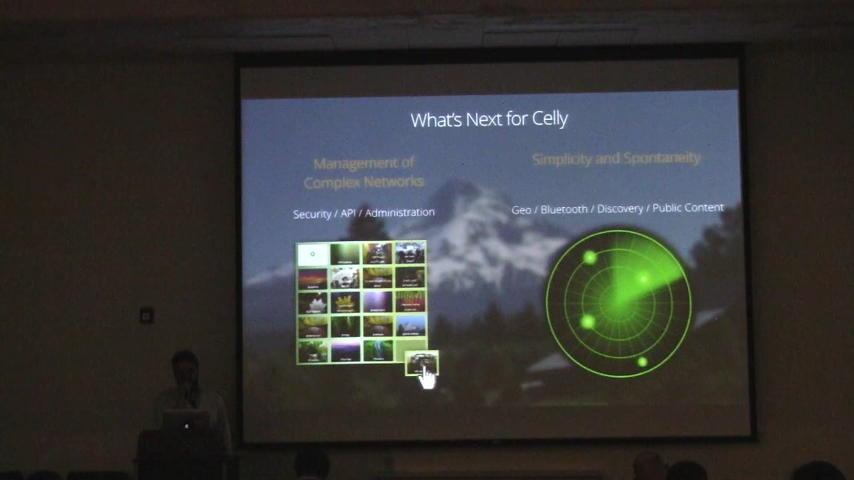 What's Next for Celly
Management of
Complex Networks
Security / API / Administration
Simplicity and Spontaneity
Geo / Bluetooth / Discovery / Public Content